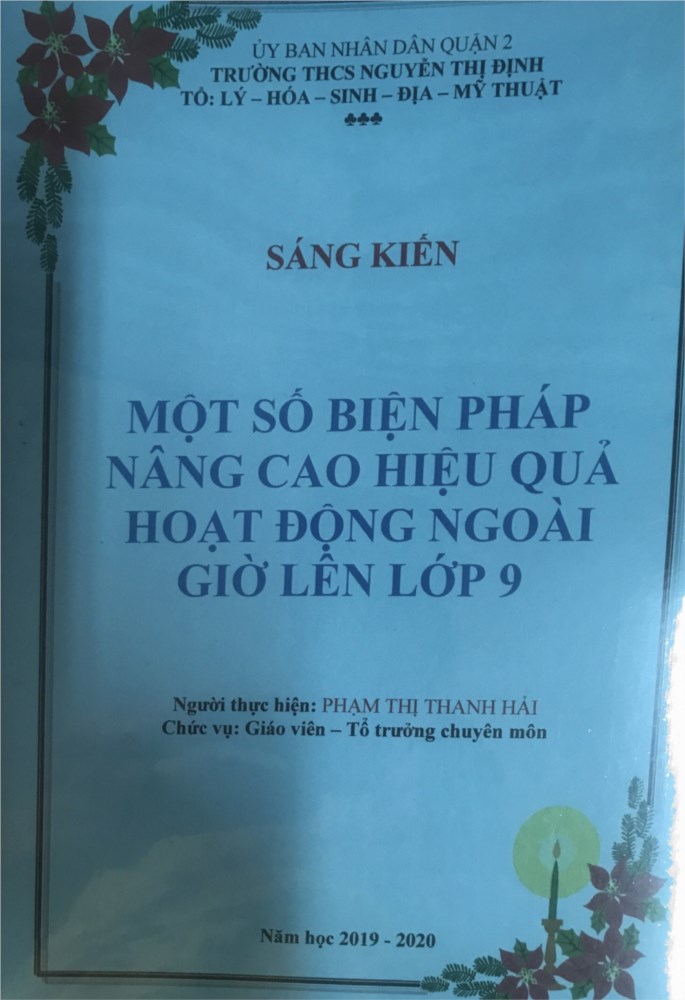 ỦY BAN NHÂN DÂN QUẬN 2
TRƯỜNG THCS NGUYỄN THỊ ĐỊNH
TỔ: LÝ – HÓA – SINH – ĐỊA – MỸ THUẬT
♣♣♣
SÁNG KIẾN
MỘT SỐ BIỆN PHÁP
NÂNG CAO HIỆU QUẢ
HOẠT ĐỘNG NGOÀI
GIỜ LÊN LỚP 9
Người thực hiện: PHẠM THỊ THANH HẢI
Chức vụ: Giáo viên – Tổ trưởng chuyên môn
Năm học 2019 - 2020